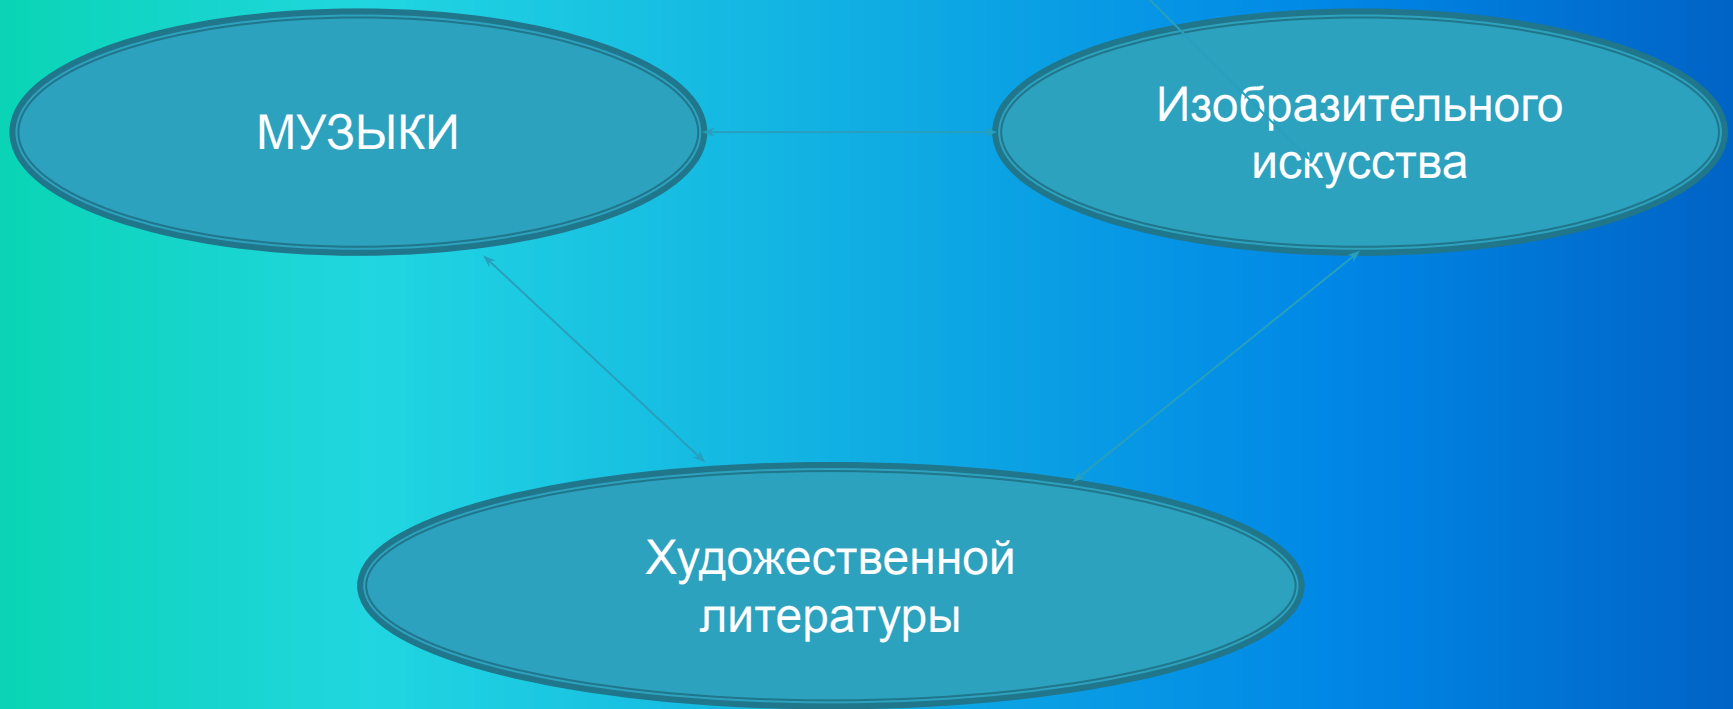 МУЗЫКИ
Изобразительного
искусства
Художественной
литературы